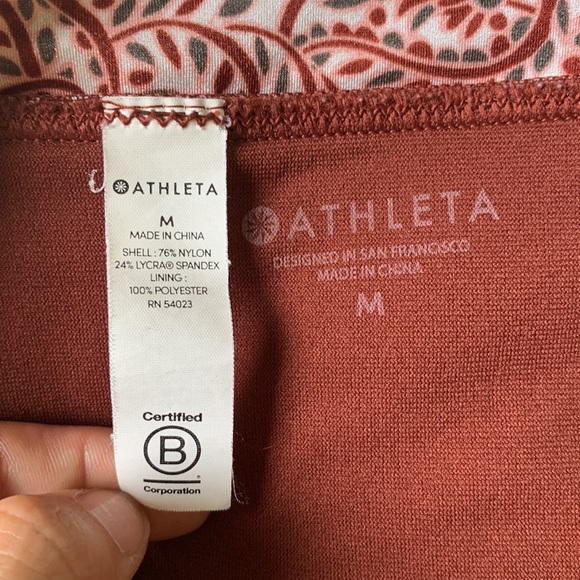 ATHLETA
M
MADE IN CHINA
SHELL : 76% NYLON
24% LYCRA® SPANDEX
LINING :
100% POLYESTER
RN 54023
Certified
B
Corporation
ATHLETA
DESIGNED IN SAN FRANCISCO
MADE IN CHINA
M